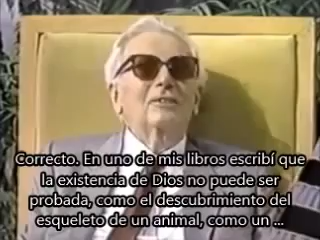 Correcto. En uno de mis libros escribí que
la existencia de Dios no puede ser
probada, como el descubrimiento del
esqueleto de un animal, como un ...